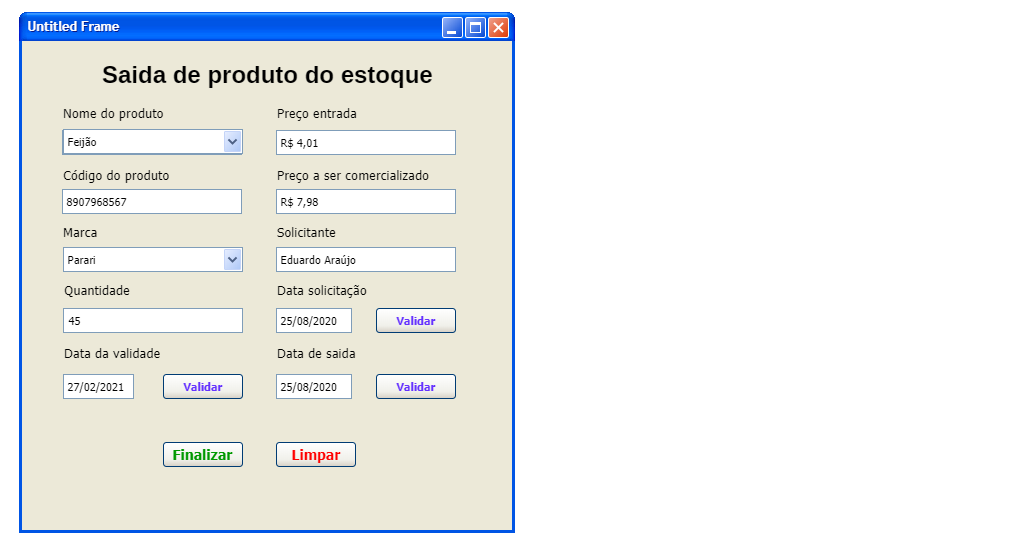 Untitled Frame
Saida de produto do estoque
Nome do produto
Preço entrada
Feijão
R$ 4,01
Código do produto
Preço a ser comercializado
8907968567
R$ 7,98
Marca
Solicitante
Parari
Eduardo Araújo
Quantidade
Data solicitação
45
25/08/2020
Validar
Data da validade
Data de saida
27/02/2021
Validar
25/08/2020
Validar
Finalizar
Limpar